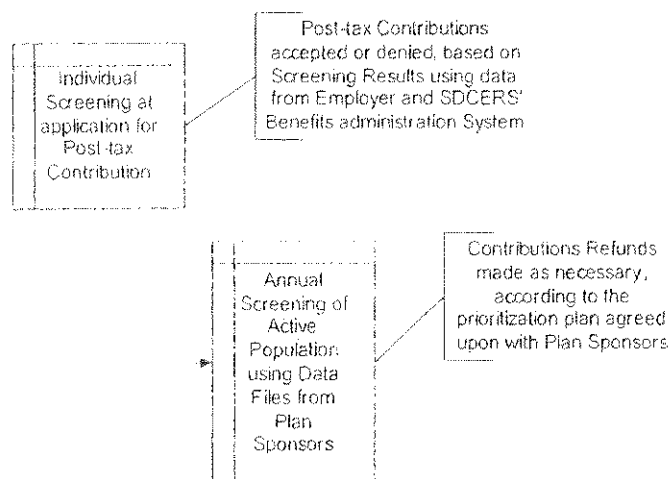 Individual
Screening at
application for
Post-tax
Contribution
Post-tax Contributions
accepted or denied, based on
Screening Results using data
from Employer and SDCERS'
Benefits administration System
Annual
Screening of
Active
Population
using Data
Files from
Plan
Sponsors
Contributions Refunds
made as necessary,
according to the
prioritization plan agreed
upon with Plan Sponsors